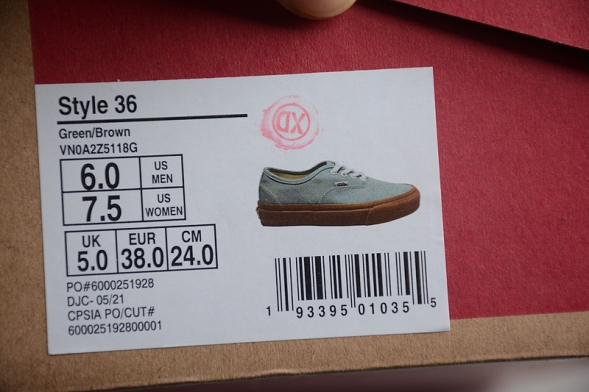 Style 36
Green/Brown
VN0A2Z5118G
6.0 US MEN
7.5 US WOMEN
UK EUR CM
5.0 38.0 24.0
PO#6000251928
DJC- 05/21
CPSIA PO/CUT#
600025192800001
1 93395 01035 5